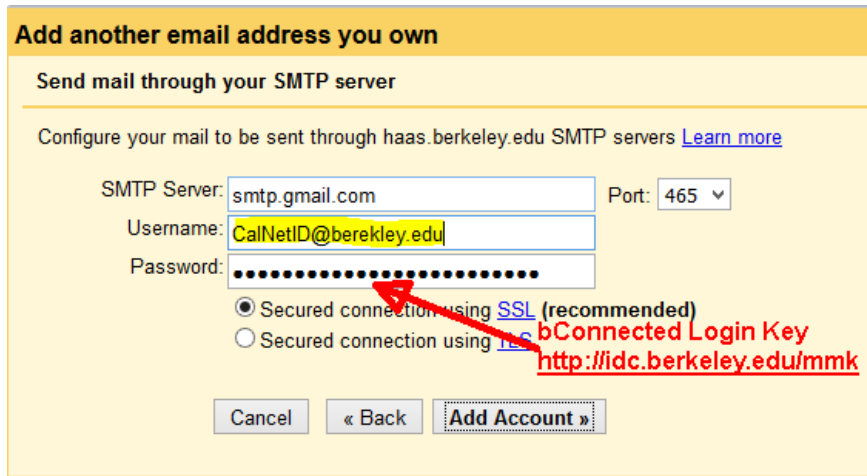 Add another email address you own
Send mail through your SMTP server
Configure your mail to be sent through haas.berkeley.edu SMTP servers Learn more
SMTP Server: smtp.gmail.com Port: 465
Username: CalNetID@berekley.edu
Password: ••••••••••••••••••••••••••
Secured connection using SSL (recommended)
Secured connection using TLS
bConnected Login Key
http://idc.berkeley.edu/mmk
Cancel « Back Add Account »